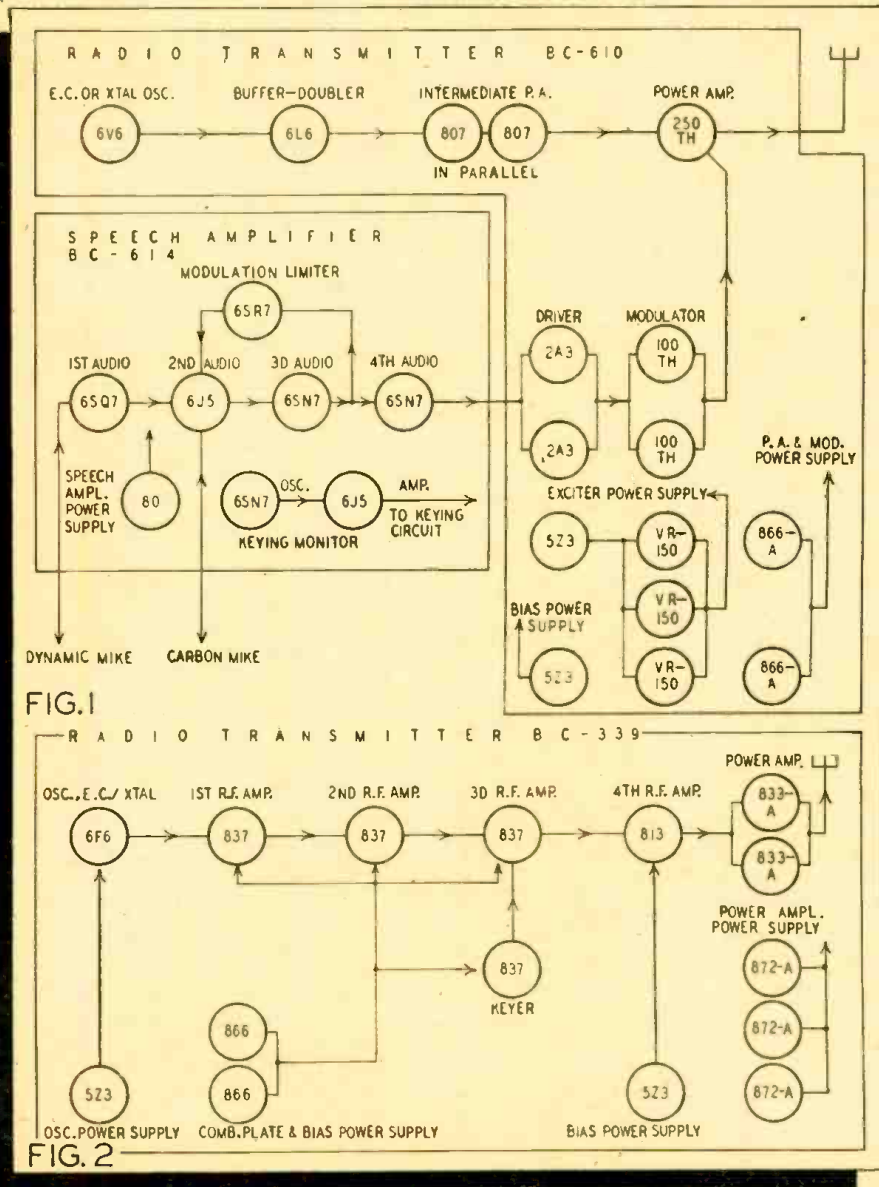 RADIO TRANSMITTER BC-610
E.C. OR XTAL OSC.
BUFFER-DOUBLER
INTERMEDIATE P.A.
POWER AMP.
6V6
6L6
807
807
250
TH
IN PARALLEL
SPEECH AMPLIFIER
BC-614
MODULATION LIMITER
6SR7
1ST AUDIO
2ND AUDIO
3D AUDIO
4TH AUDIO
6SQ7
6J5
6SN7
6SN7
SPEECH
AMPL.
POWER
SUPPLY
80
6SN7
OSC.
6J5
AMP.
TO KEYING
CIRCUIT
KEYING MONITOR
DYNAMIC MIKE
CARBON MIKE
DRIVER
MODULATOR
2A3
100
TH
2A3
100
TH
EXCITER POWER SUPPLY
P.A. & MOD.
POWER SUPPLY
5Z3
VR-
150
866-
A
VR-
150
BIAS POWER
SUPPLY
5Z3
VR-
150
866-
A
FIG. 1
RADIO TRANSMITTER BC-339
OSC., E.C./ XTAL
1ST R.F. AMP.
2ND R.F. AMP.
3D R.F. AMP.
4TH R.F. AMP.
POWER AMP.
6F6
837
837
837
813
833-
A
833-
A
837
KEYER
POWER AMPL.
POWER SUPPLY
872-A
872-A
872-A
866
866
5Z3
5Z3
OSC. POWER SUPPLY
COMB. PLATE & BIAS POWER SUPPLY
BIAS POWER SUPPLY
FIG. 2